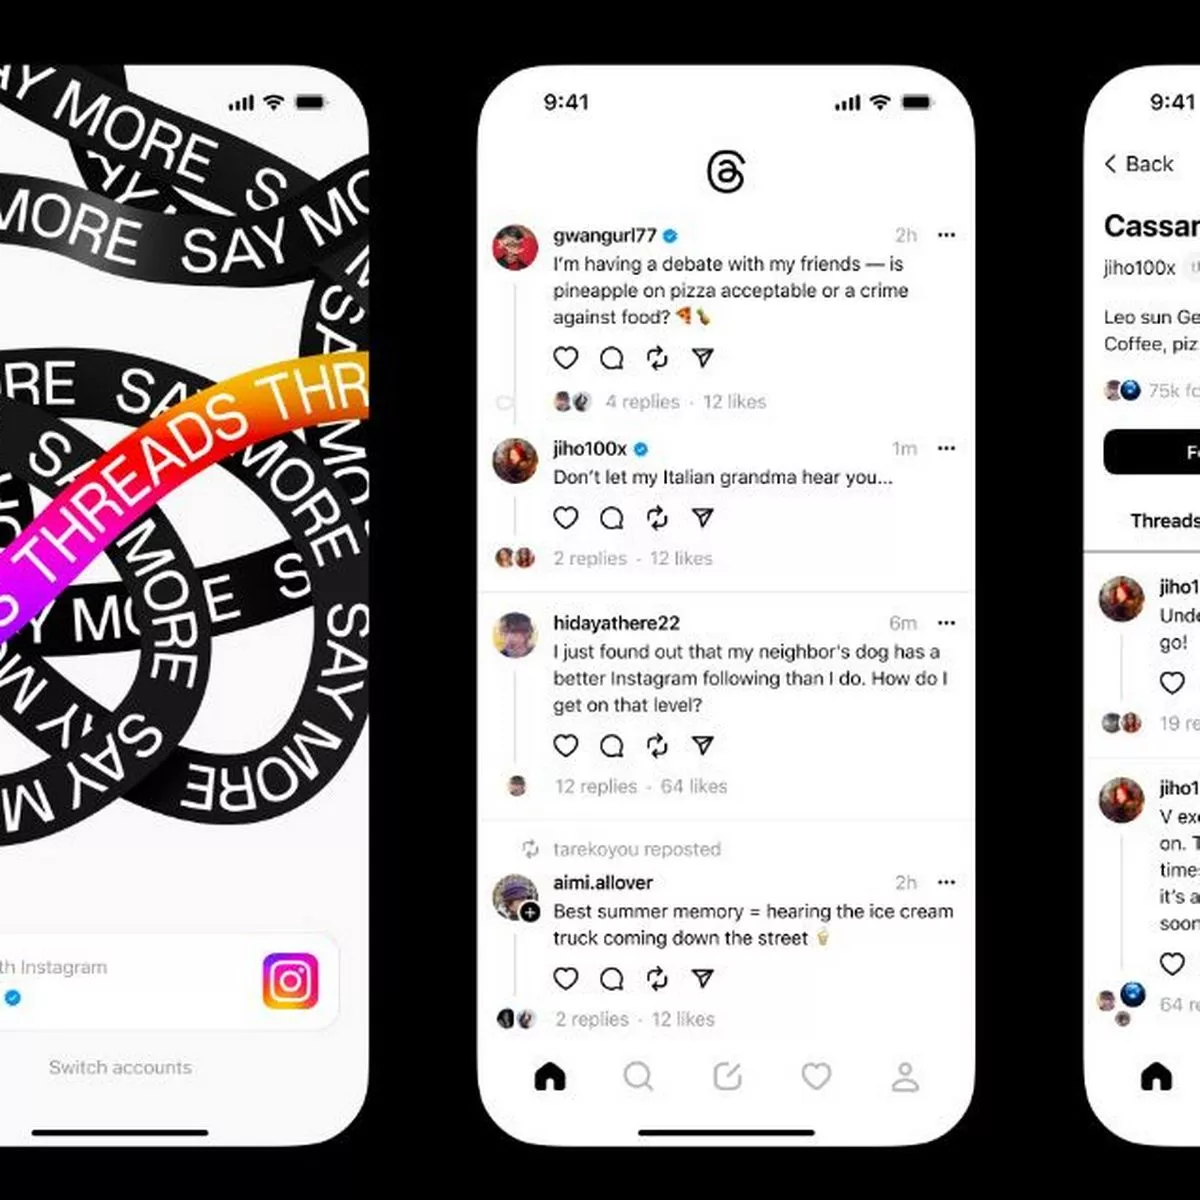 AY MORE S
MORE SAY MO
SAY MORE
THREADS THR
SAY MORE
MORE
SAY MORE
SAY MORE
th Instagram
Switch accounts
9:41
gwangurl77 2h
I'm having a debate with my friends — is
pineapple on pizza acceptable or a crime
against food? 🍕🍍
4 replies · 12 likes
jiho100x 1m
Don't let my Italian grandma hear you...
2 replies · 12 likes
hidayathere22 6m
I just found out that my neighbor's dog has a
better Instagram following than I do. How do I
get on that level?
12 replies · 64 likes
tarekoyou reposted
aimi.allover 2h
Best summer memory = hearing the ice cream
truck coming down the street 🍦
2 replies · 12 likes
9:41
Back
Cassar
jiho100x
Leo sun Ge
Coffee, piz
75k fo
Threads
jiho1
Unde
go!
19 re
jiho1
V exe
on. T
times
it's a
soon
64 re